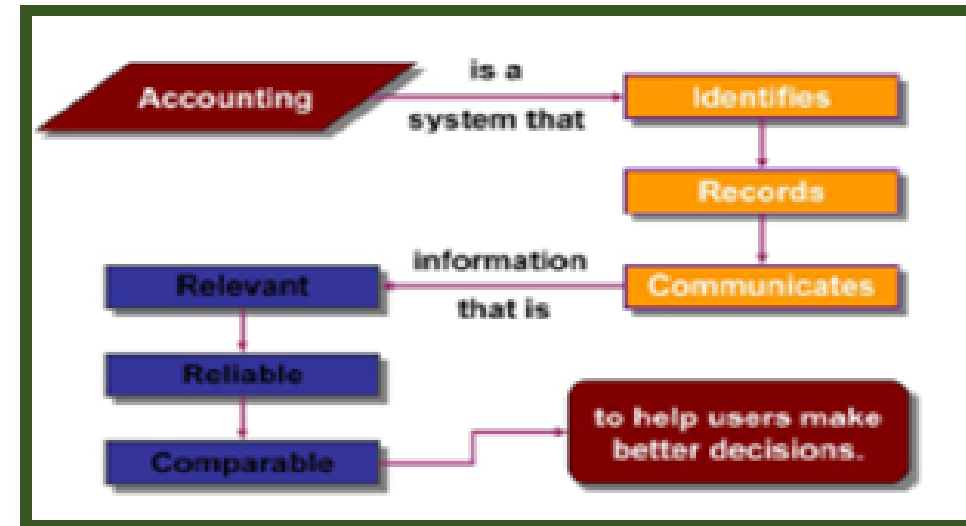 Accounting
is a
system that
Identifies
Records
Communicates
information
that is
Relevant
Reliable
Comparable
to help users make
better decisions.